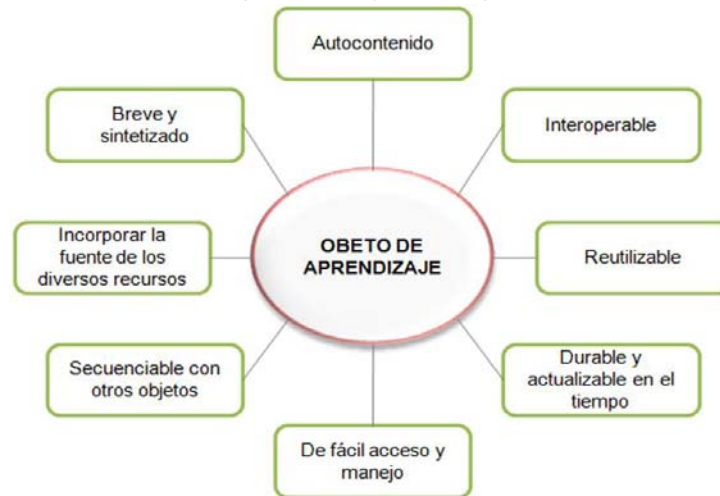 Autocontenido
Breve y
sintetizado
Interoperable
Incorporar la
fuente de los
diversos recursos
OBETO DE
APRENDIZAJE
Reutilizable
Secuenciable con
otros objetos
Durable y
actualizable en el
tiempo
De fácil acceso y
manejo